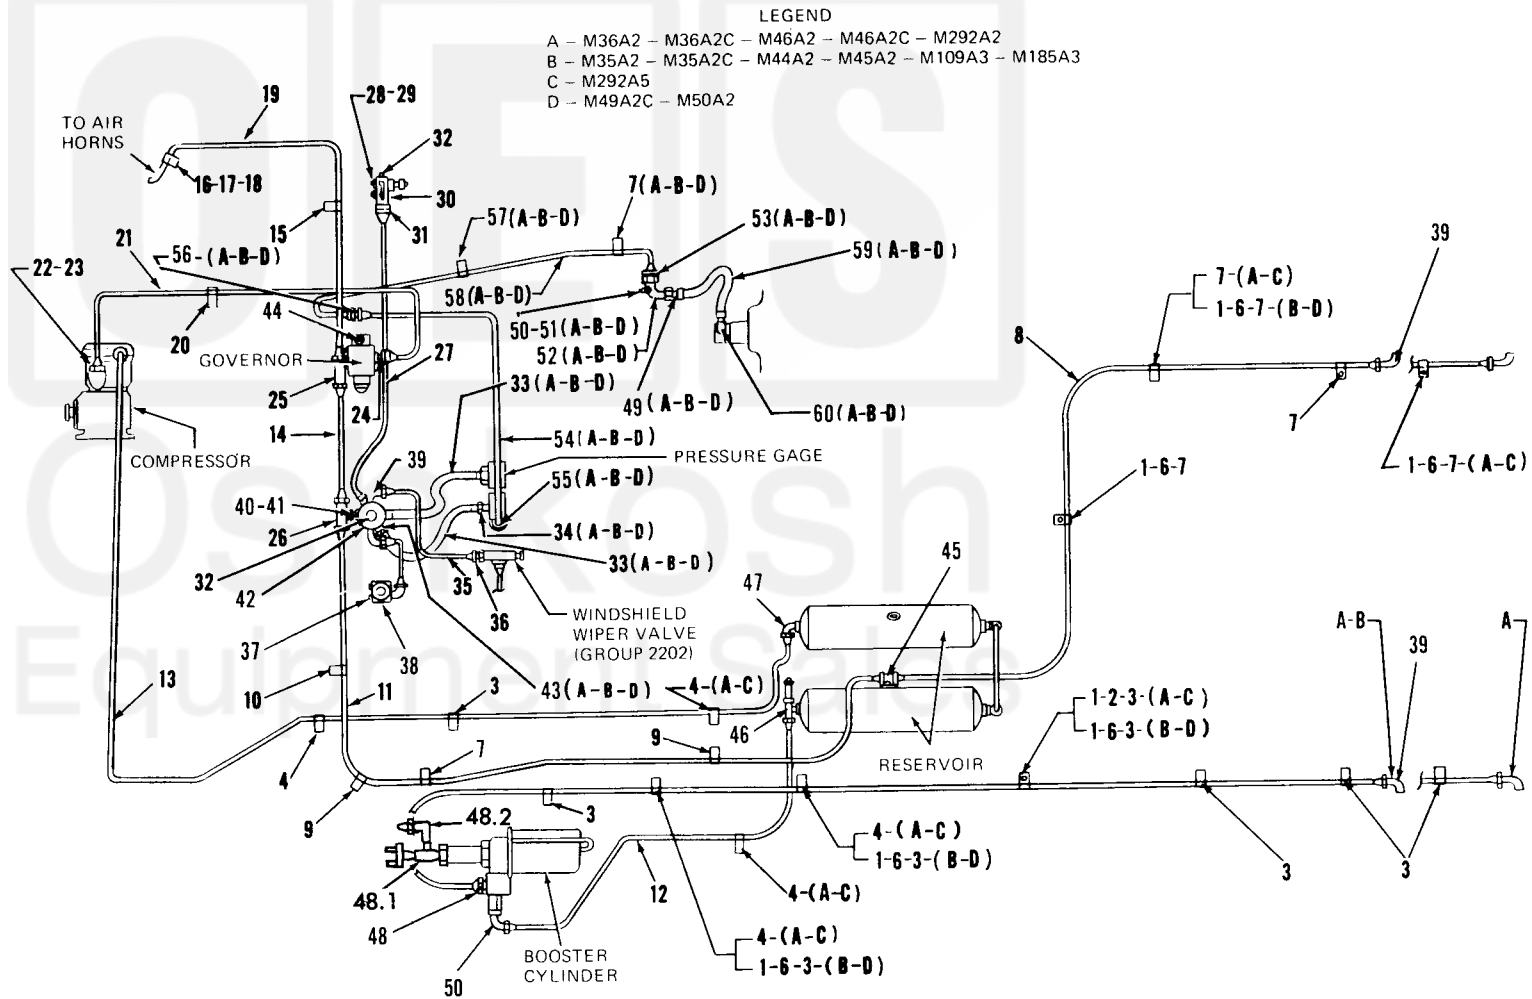 LEGEND
A – M36A2 – M36A2C – M46A2 – M46A2C – M292A2
B – M35A2 – M35A2C – M44A2 – M45A2 – M109A3 – M185A3
C – M292A5
D – M49A2C – M50A2
OES
Oshkosh
Equipment Sales
19
28-29
TO AIR
HORNS
32
16-17-18
30
7(A-B-D)
15
31
57(A-B-D)
53(A-B-D)
21
56-(A-B-D)
59(A-B-D)
39
22-23
7-(A-C)
1-6-7-(B-D)
58(A-B-D)
44
50-51(A-B-D)
20
GOVERNOR
27
52(A-B-D)
8
33(A-B-D)
25
24
49(A-B-D)
60(A-B-D)
7
14
54(A-B-D)
COMPRESSOR
39
PRESSURE GAGE
1-6-7
1-6-7-(A-C)
55(A-B-D)
40-41
26
34(A-B-D)
33(A-B-D)
45
32
35
47
42
36
WINDSHIELD
WIPER VALVE
(GROUP 2202)
A-B
A
37
38
39
13
10
11
3
43(A-B-D)
4-(A-C)
1-2-3-(A-C)
1-6-3-(B-D)
46
4
7
9
RESERVOIR
9
3
48.2
4-(A-C)
1-6-3-(B-D)
3
3
48.1
12
4-(A-C)
48
4-(A-C)
1-6-3-(B-D)
BOOSTER
CYLINDER
50